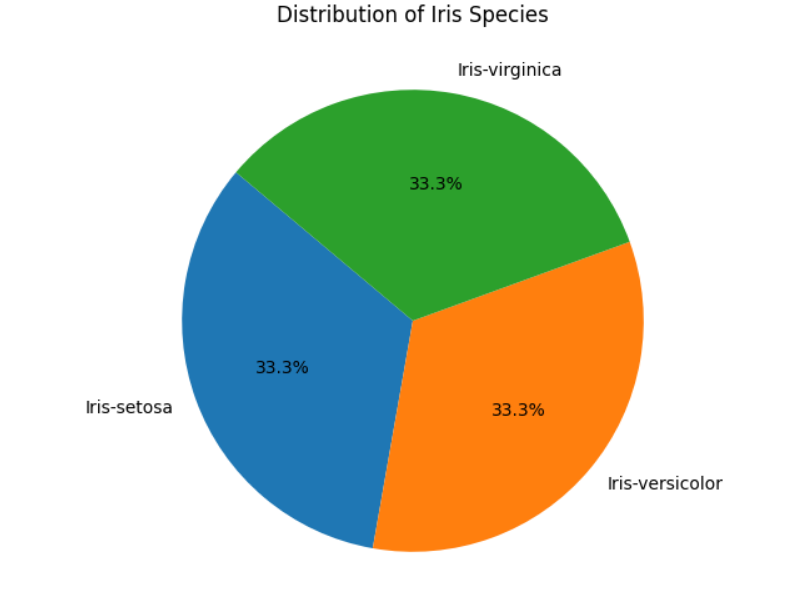 Distribution of Iris Species
Iris-virginica
33.3%
33.3%
Iris-setosa
33.3%
Iris-versicolor